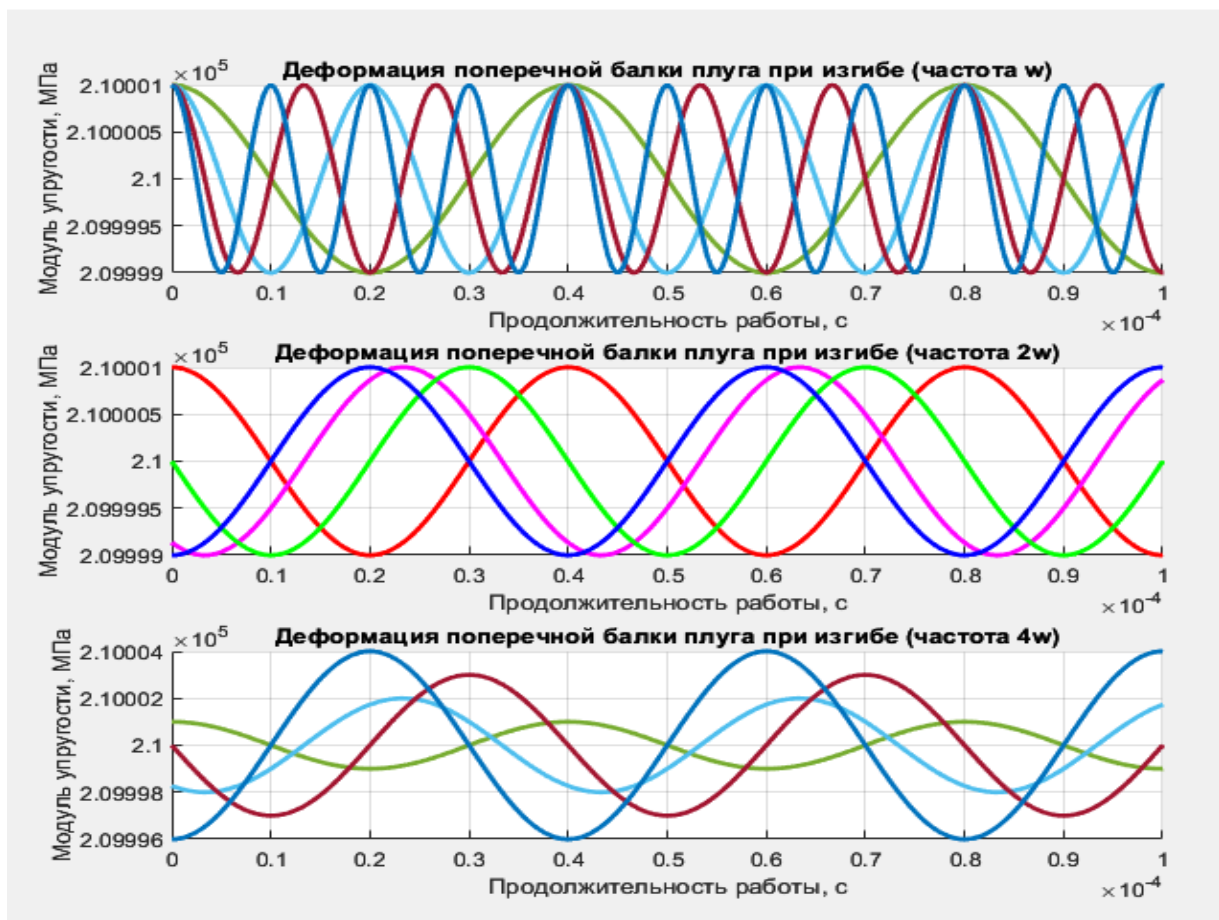 Деформация поперечной балки плуга при изгибе (частота w)
×10^5
Модуль упругости, МПа
2.10001
2.100005
2.1
2.099995
2.09999
0 0.1 0.2 0.3 0.4 0.5 0.6 0.7 0.8 0.9 1
Продолжительность работы, с
×10^-4
Деформация поперечной балки плуга при изгибе (частота 2w)
×10^5
Модуль упругости, МПа
2.10001
2.100005
2.1
2.099995
2.09999
0 0.1 0.2 0.3 0.4 0.5 0.6 0.7 0.8 0.9 1
Продолжительность работы, с
×10^-4
Деформация поперечной балки плуга при изгибе (частота 4w)
×10^5
Модуль упругости, МПа
2.10004
2.10002
2.1
2.09998
2.09996
0 0.1 0.2 0.3 0.4 0.5 0.6 0.7 0.8 0.9 1
Продолжительность работы, с
×10^-4